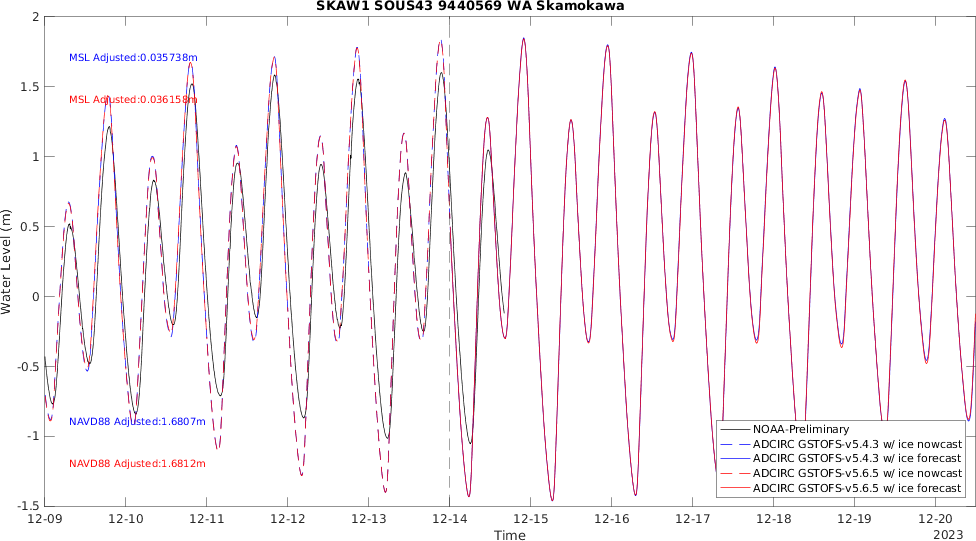 SKAW1 SOUS43 9440569 WA Skamokawa
MSL Adjusted:0.035738m
MSL Adjusted:0.036158m
NAVD88 Adjusted:1.6807m
NAVD88 Adjusted:1.6812m
Water Level (m)
2
1.5
1
0.5
0
-0.5
-1
-1.5
NOAA-Preliminary
ADCIRC GSTOFS-v5.4.3 w/ ice nowcast
ADCIRC GSTOFS-v5.4.3 w/ ice forecast
ADCIRC GSTOFS-v5.6.5 w/ ice nowcast
ADCIRC GSTOFS-v5.6.5 w/ ice forecast
12-09 12-10 12-11 12-12 12-13 12-14 12-15 12-16 12-17 12-18 12-19 12-20
Time
2023